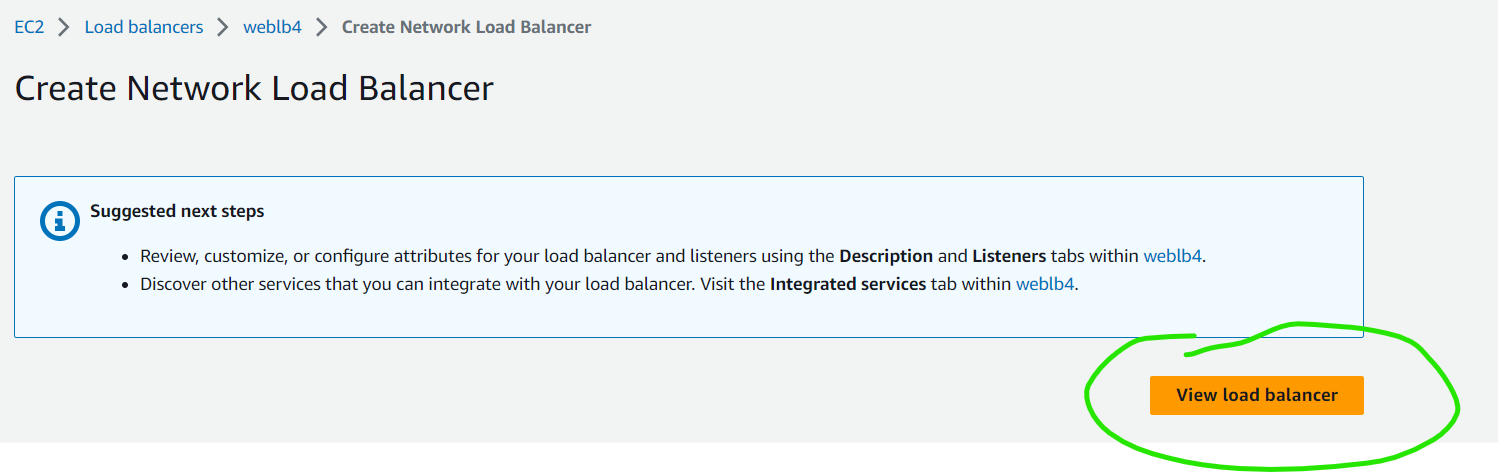 EC2 > Load balancers > weblb4 > Create Network Load Balancer
Create Network Load Balancer
Suggested next steps
• Review, customize, or configure attributes for your load balancer and listeners using the Description and Listeners tabs within weblb4.
• Discover other services that you can integrate with your load balancer. Visit the Integrated services tab within weblb4.
View load balancer